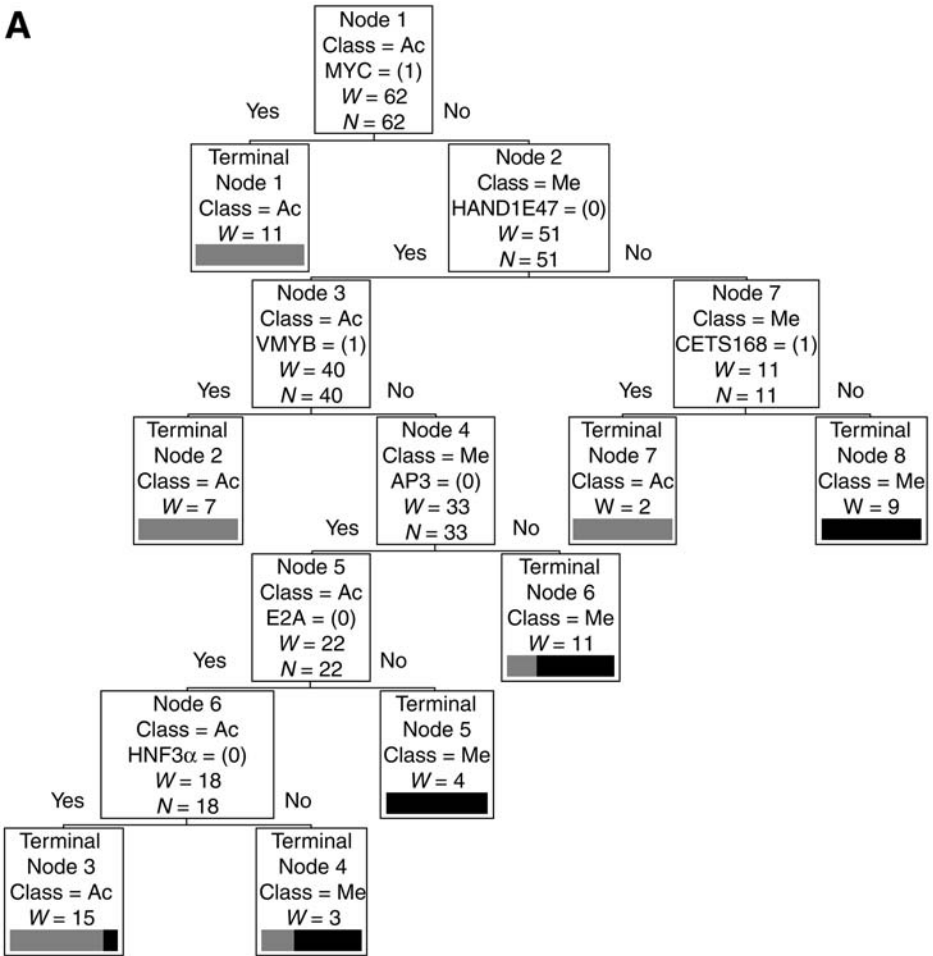 A
Node 1
Class = Ac
MYC = (1)
W = 62
N = 62
Yes
No
Terminal
Node 1
Class = Ac
W = 11
Node 2
Class = Me
HAND1E47 = (0)
W = 51
N = 51
Yes
No
Node 3
Class = Ac
VMYB = (1)
W = 40
N = 40
Yes
No
Node 7
Class = Me
CETS168 = (1)
W = 11
N = 11
Yes
No
Terminal
Node 2
Class = Ac
W = 7
Node 4
Class = Me
AP3 = (0)
W = 33
N = 33
Yes
No
Terminal
Node 7
Class = Ac
W = 2
Terminal
Node 8
Class = Me
W = 9
Node 5
Class = Ac
E2A = (0)
W = 22
N = 22
Yes
No
Terminal
Node 6
Class = Me
W = 11
Node 6
Class = Ac
HNF3α = (0)
W = 18
N = 18
Yes
No
Terminal
Node 5
Class = Me
W = 4
Terminal
Node 3
Class = Ac
W = 15
Terminal
Node 4
Class = Me
W = 3